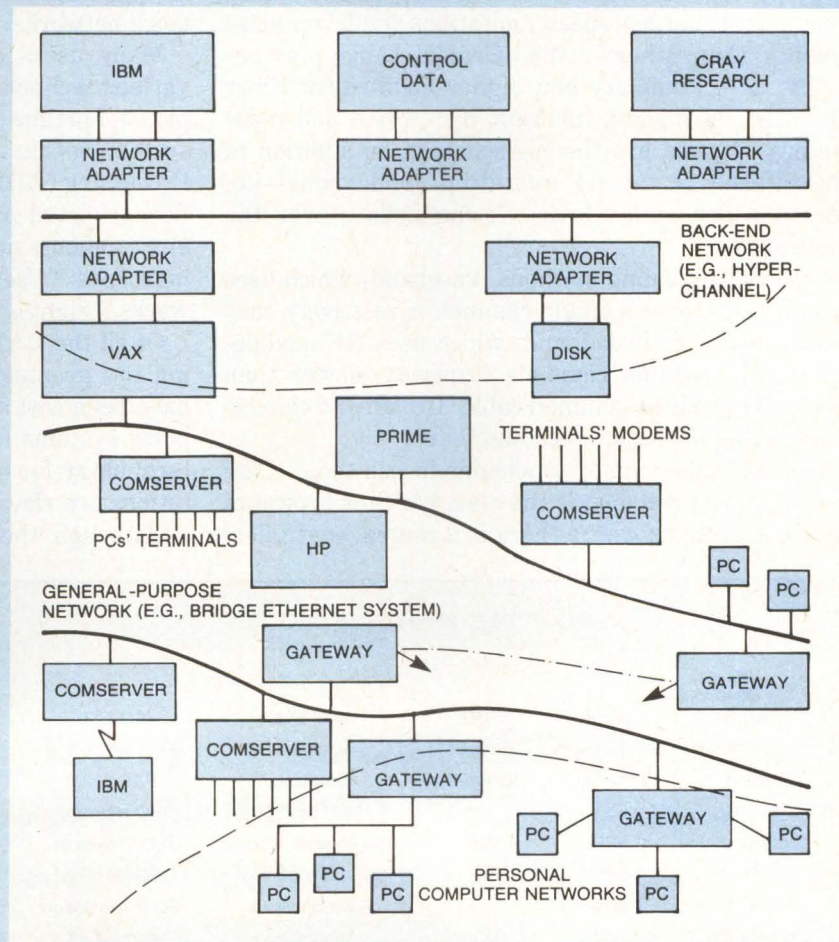 IBM
CONTROL
DATA
CRAY
RESEARCH
NETWORK
ADAPTER
NETWORK
ADAPTER
NETWORK
ADAPTER
NETWORK
ADAPTER
NETWORK
ADAPTER
BACK-END
NETWORK
(E.G., HYPER-
CHANNEL)
VAX
DISK
PRIME
TERMINALS' MODEMS
COMSERVER
COMSERVER
PCs' TERMINALS
HP
PC
PC
GENERAL-PURPOSE
NETWORK (E.G., BRIDGE ETHERNET SYSTEM)
GATEWAY
COMSERVER
GATEWAY
COMSERVER
IBM
GATEWAY
GATEWAY
PC
PC
PC
PC
PC
PERSONAL
COMPUTER NETWORKS
PC